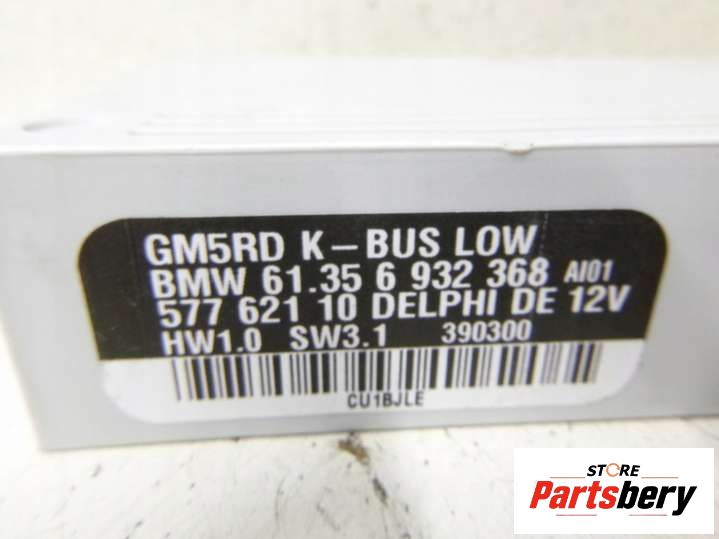 GM5RD K-BUS LOW
BMW 61.35 6 932 368 AI01
577 621 10 DELPHI DE 12V
HW1.0 SW3.1 390300
CU1BJLE
STORE
Partsbery